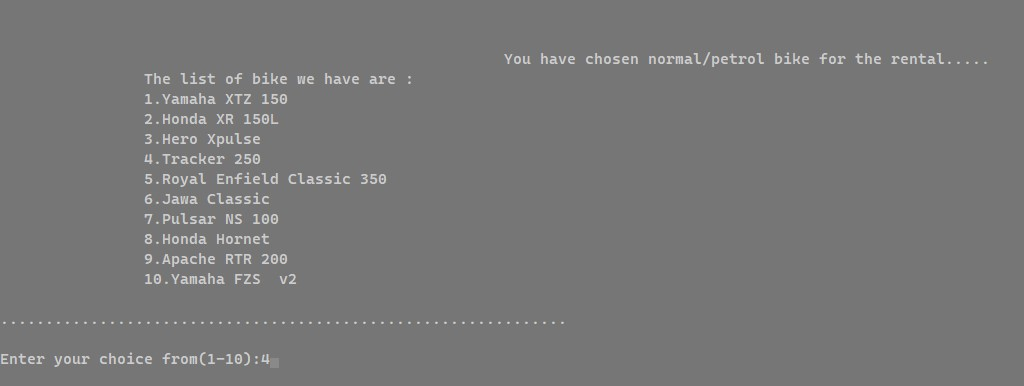 You have chosen normal/petrol bike for the rental.....
The list of bike we have are :
1.Yamaha XTZ 150
2.Honda XR 150L
3.Hero Xpulse
4.Tracker 250
5.Royal Enfield Classic 350
6.Jawa Classic
7.Pulsar NS 100
8.Honda Hornet
9.Apache RTR 200
10.Yamaha FZS  v2
...............................................................
Enter your choice from(1-10):4